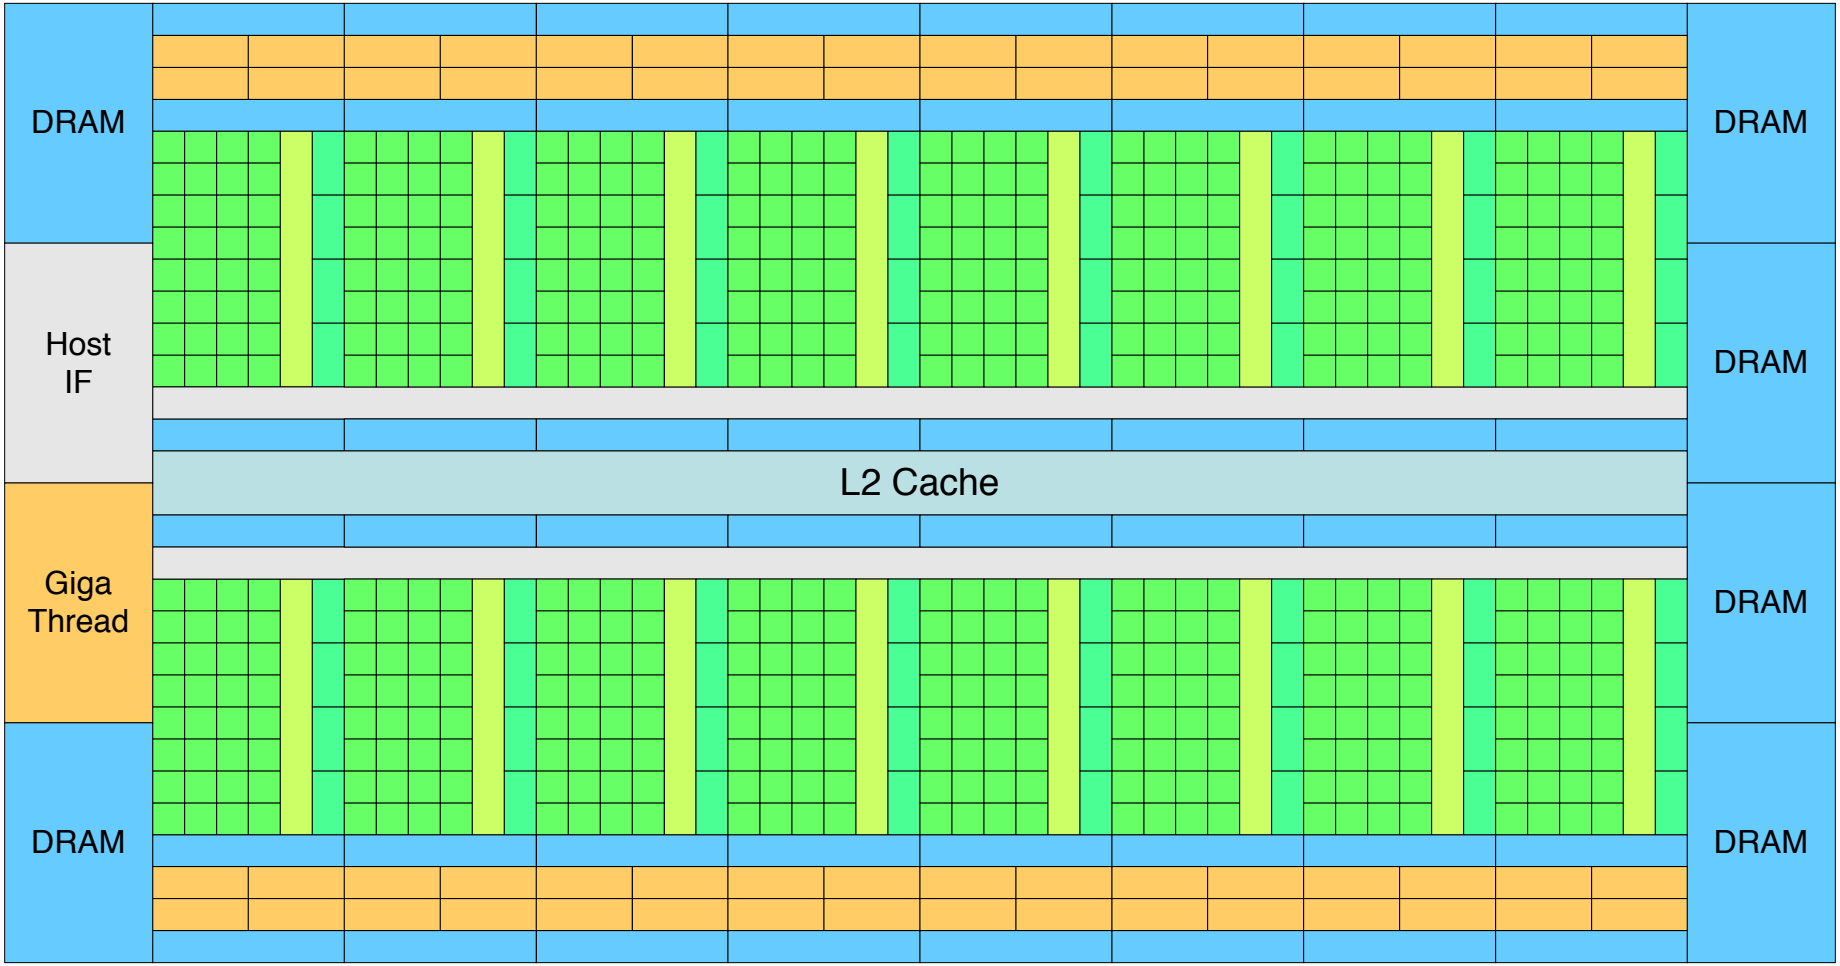 DRAM
Host
IF
Giga
Thread
DRAM
L2 Cache
DRAM
DRAM
DRAM
DRAM